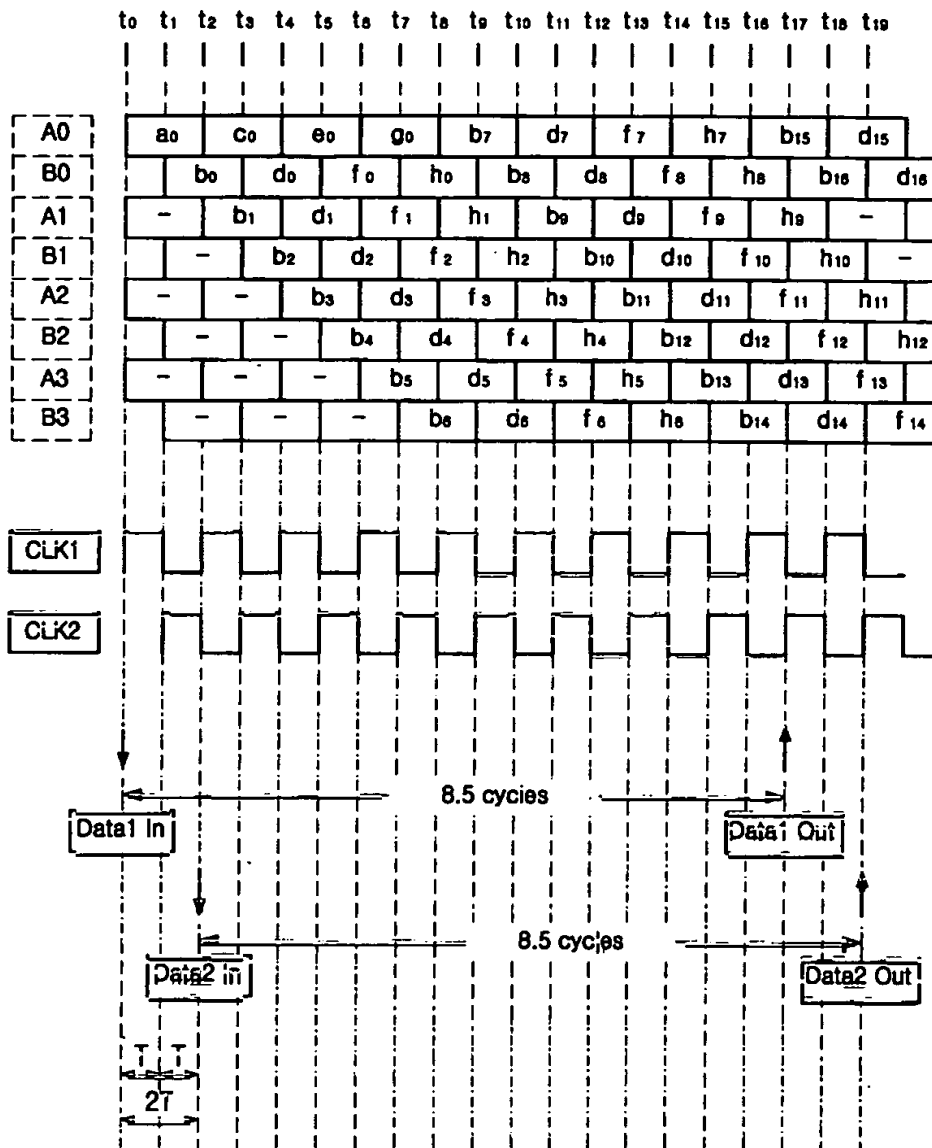 t0 t1 t2 t3 t4 t5 t6 t7 t8 t9 t10 t11 t12 t13 t14 t15 t16 t17 t18 t19
A0 a0 c0 e0 g0 b7 d7 f7 h7 b15 d15
B0 b0 d0 f0 h0 b8 d8 f8 h8 b16 d16
A1 – b1 d1 f1 h1 b9 d9 f9 h9 –
B1 – b2 d2 f2 h2 b10 d10 f10 h10 –
A2 – – b3 d3 f3 h3 b11 d11 f11 h11
B2 – – b4 d4 f4 h4 b12 d12 f12 h12
A3 – – – b5 d5 f5 h5 b13 d13 f13
B3 – – – b6 d6 f6 h6 b14 d14 f14
CLK1
CLK2
8.5 cycles
Data1 In Data1 Out
8.5 cycles
Data2 In Data2 Out
T T
2T